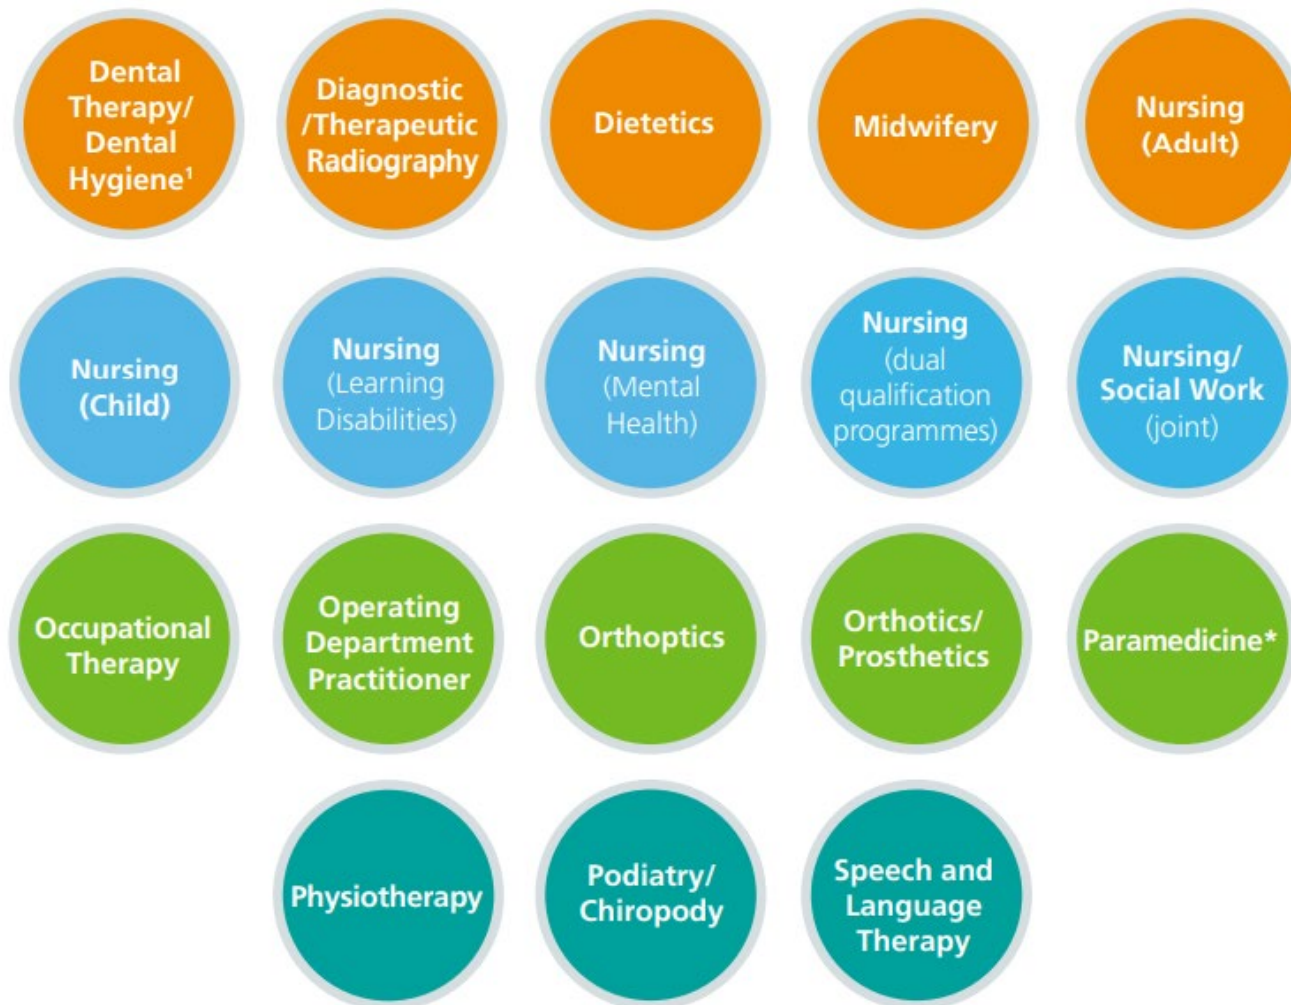 Dental
Therapy/
Dental
Hygiene¹
Diagnostic
/Therapeutic
Radiography
Dietetics
Midwifery
Nursing
(Adult)
Nursing
(Child)
Nursing
(Learning
Disabilities)
Nursing
(Mental
Health)
Nursing
(dual
qualification
programmes)
Nursing/
Social Work
(joint)
Occupational
Therapy
Operating
Department
Practitioner
Orthoptics
Orthotics/
Prosthetics
Paramedicine*
Physiotherapy
Podiatry/
Chiropody
Speech and
Language
Therapy